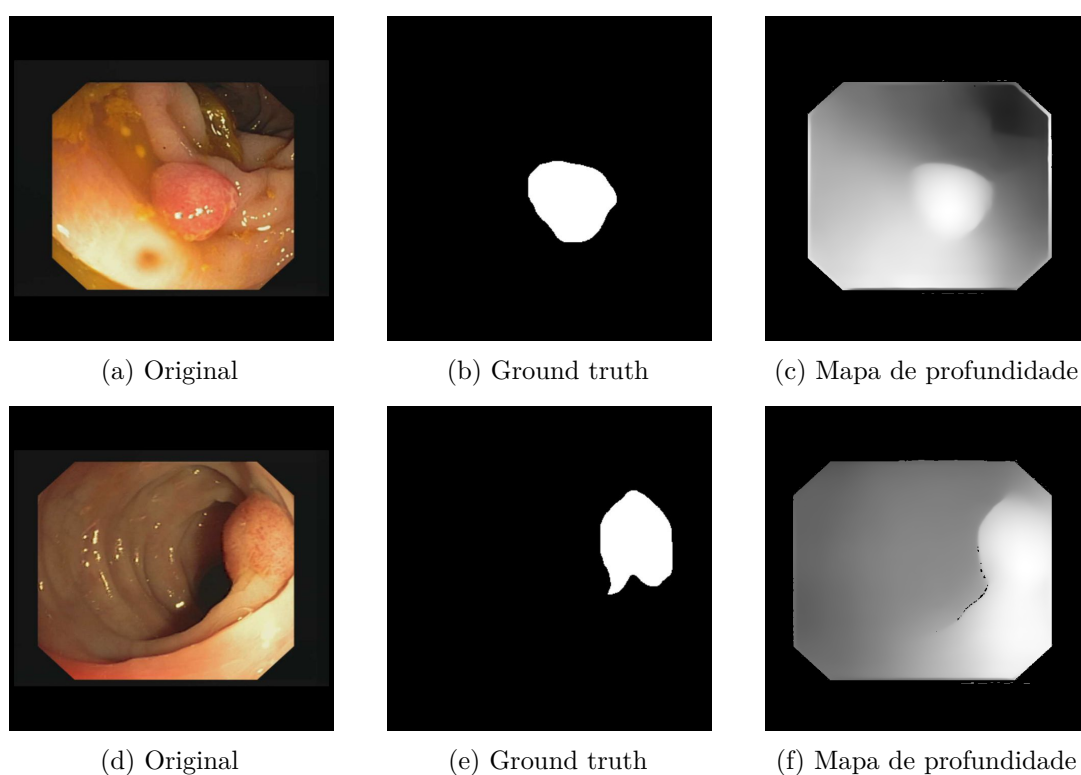 (a) Original
(b) Ground truth
(c) Mapa de profundidade
(d) Original
(e) Ground truth
(f) Mapa de profundidade